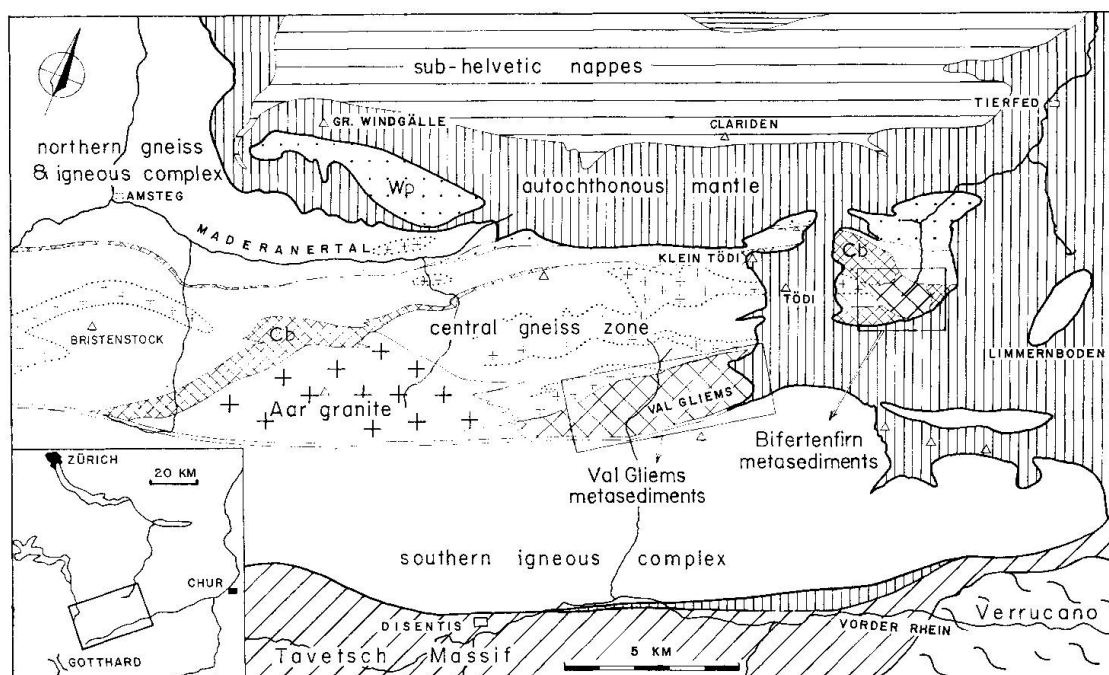 sub-helvetic nappes
TIERFED
GR. WINDGÄLLE
CLARIDEN
northern gneiss
& igneous complex
Wp
autochthonous mantle
AMSTEG
MADERANERTAL
KLEIN TÖDI
Cb
TÖDI
BRISTENSTOCK
Cb
central gneiss zone
LIMMERNBODEN
Aar granite
VAL GLIEMS
Bifertenfirn
metasediments
Val Gliems
metasediments
ZÜRICH
20 KM
CHUR
GOTTHARD
southern igneous complex
DISENTIS
VORDER RHEIN
Verrucano
Tavetsch Massif
5 KM